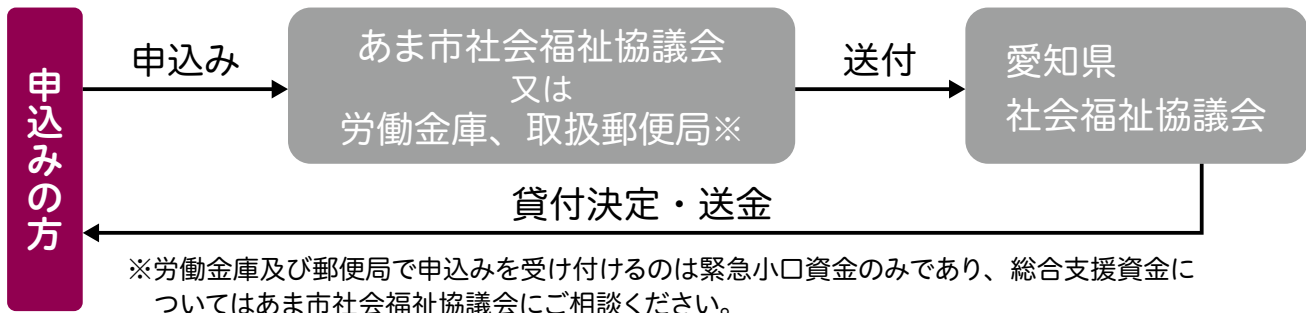 申込みの方
申込み
あま市社会福祉協議会
又は
労働金庫、取扱郵便局※
送付
愛知県
社会福祉協議会
貸付決定・送金
※労働金庫及び郵便局で申込みを受け付けるのは緊急小口資金のみであり、総合支援資金に
ついてはあま市社会福祉協議会にご相談ください。